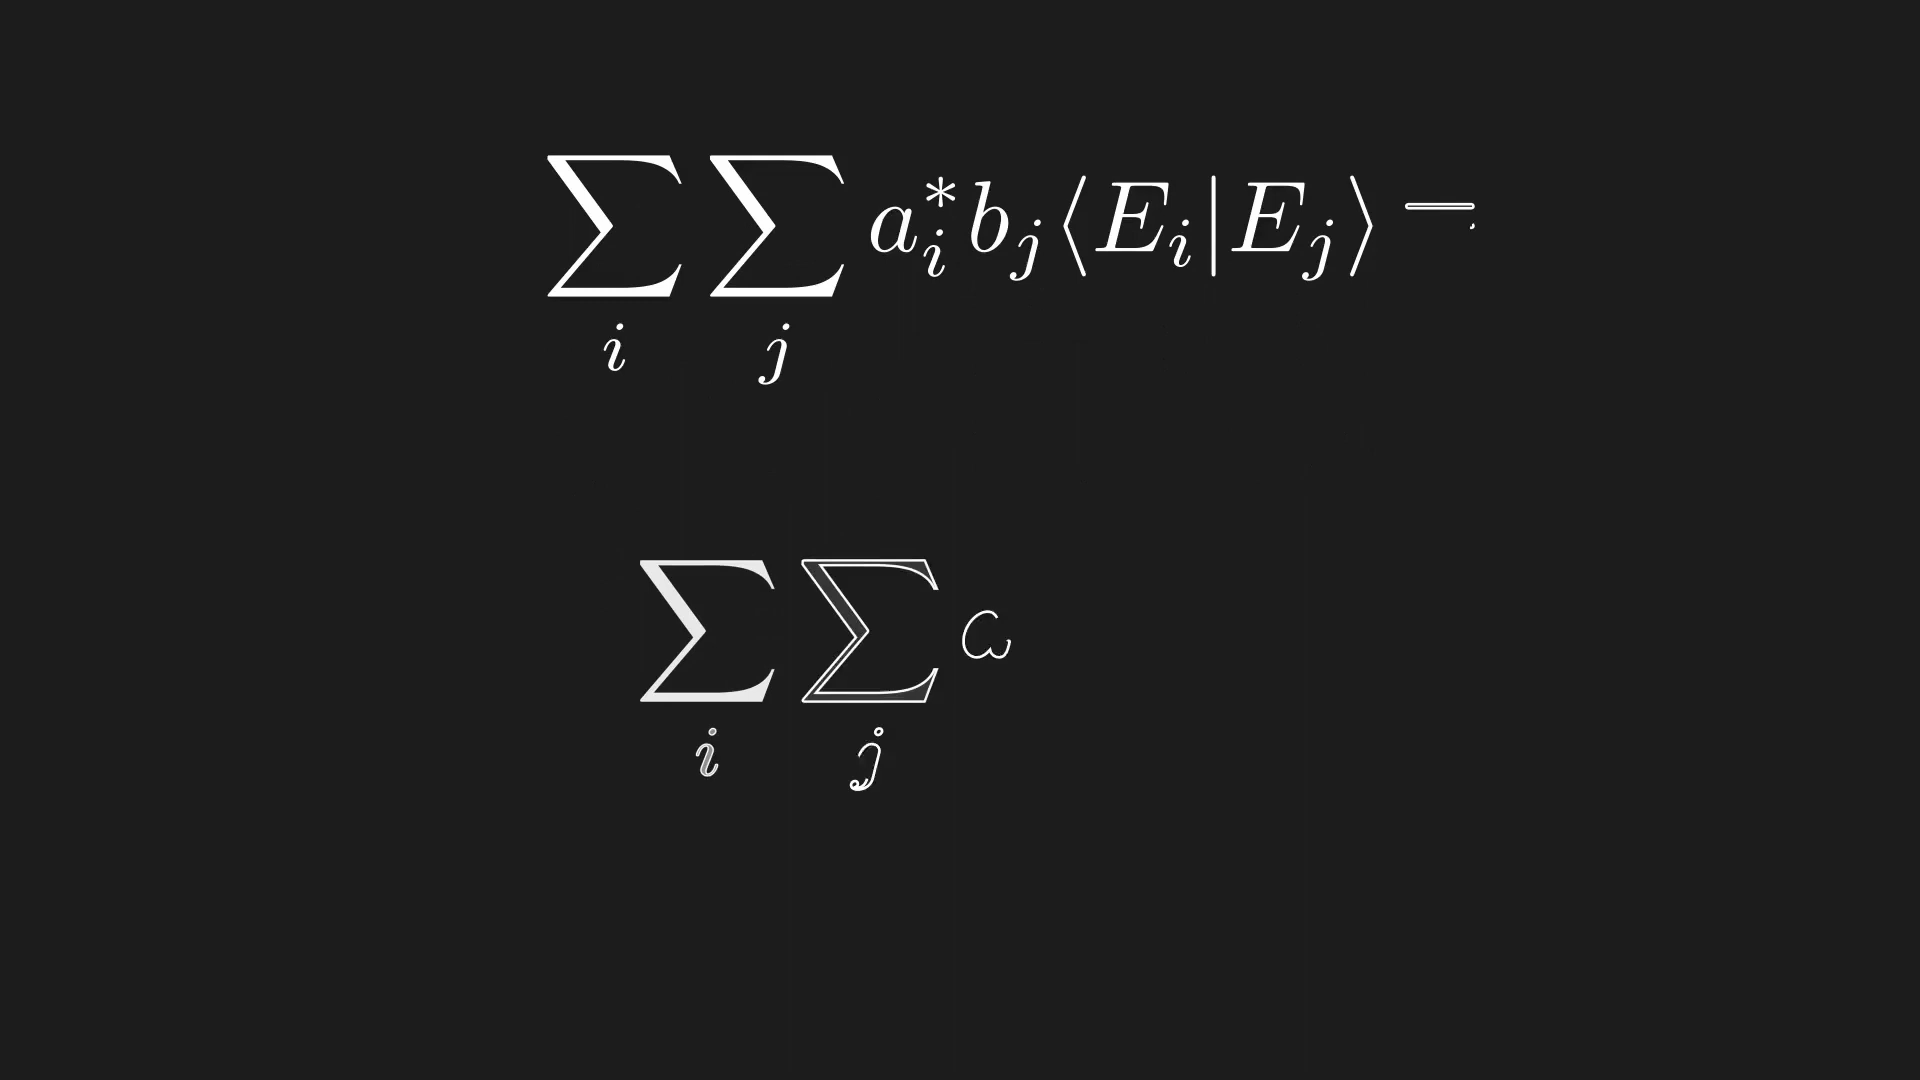 ∑_i ∑_j a_i^* b_j ⟨E_i|E_j⟩
∑_i ∑_j